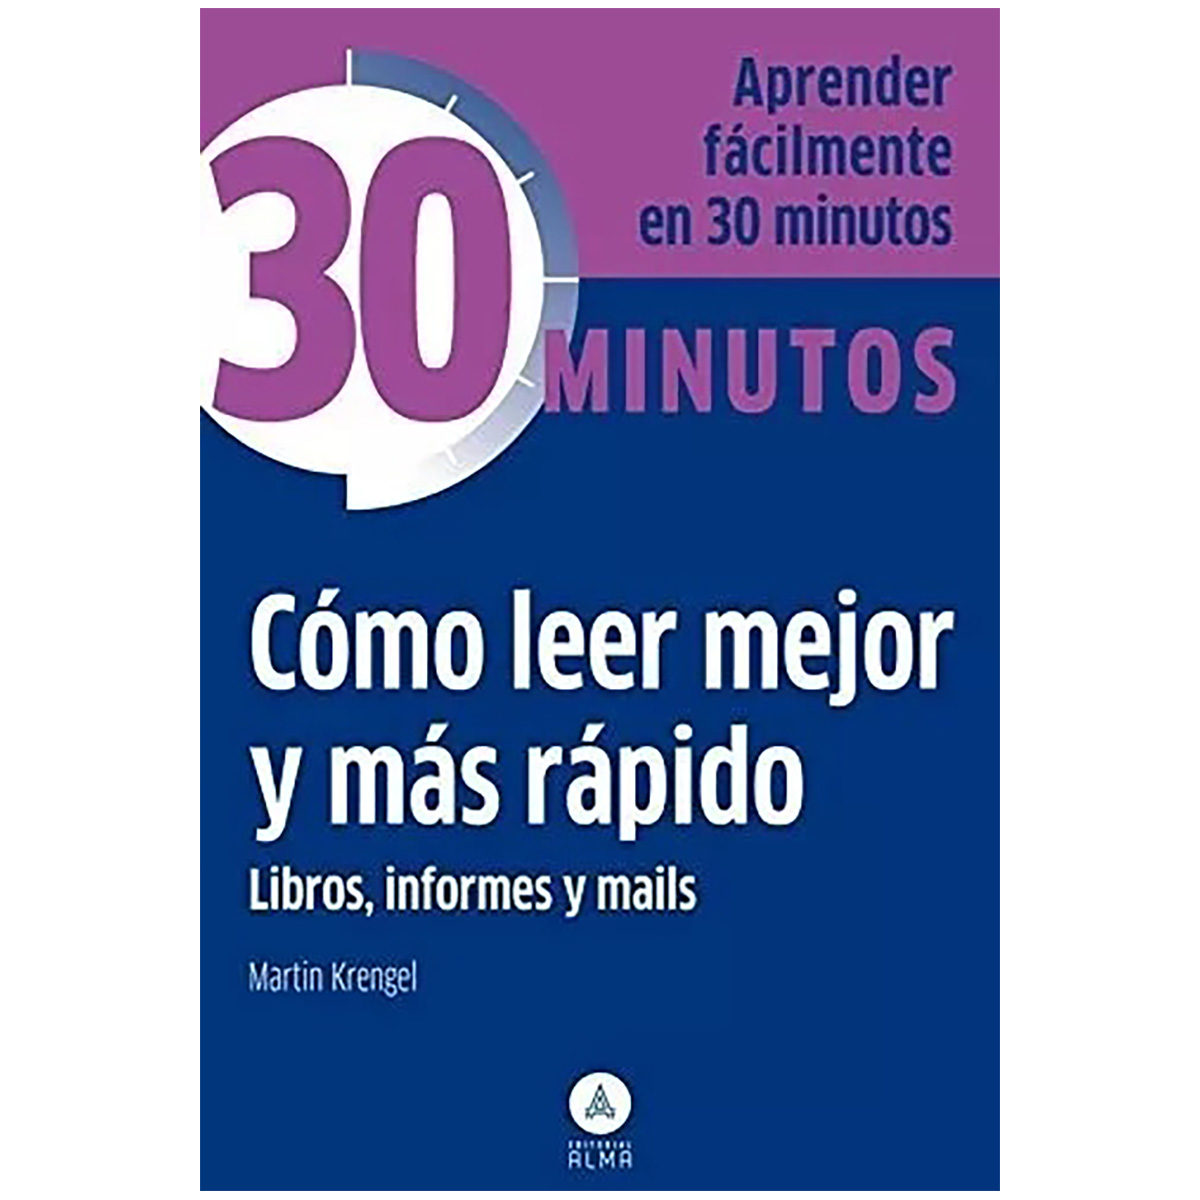 Aprender
fácilmente
en 30 minutos
30
MINUTOS
Cómo leer mejor
y más rápido
Libros, informes y mails
Martin Krengel
EDITORIAL
ALMA